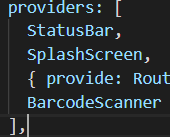 providers: [
StatusBar,
SplashScreen,
{ provide: Rout
BarcodeScanner
],